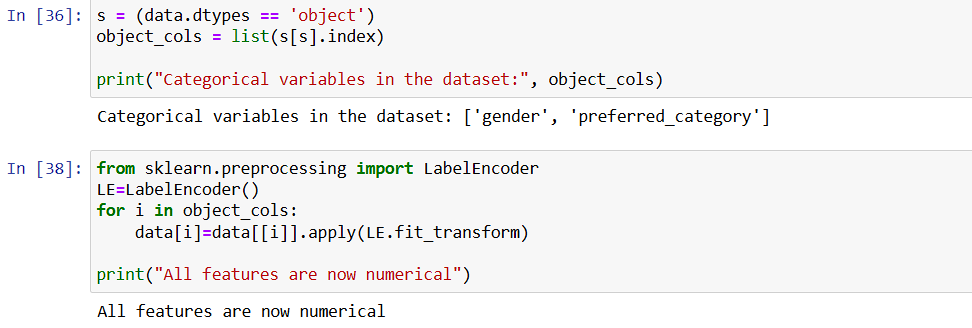 In [36]: s = (data.dtypes == 'object')
object_cols = list(s[s].index)
print("Categorical variables in the dataset:", object_cols)
Categorical variables in the dataset: ['gender', 'preferred_category']
In [38]: from sklearn.preprocessing import LabelEncoder
LE=LabelEncoder()
for i in object_cols:
    data[i]=data[[i]].apply(LE.fit_transform)
print("All features are now numerical")
All features are now numerical